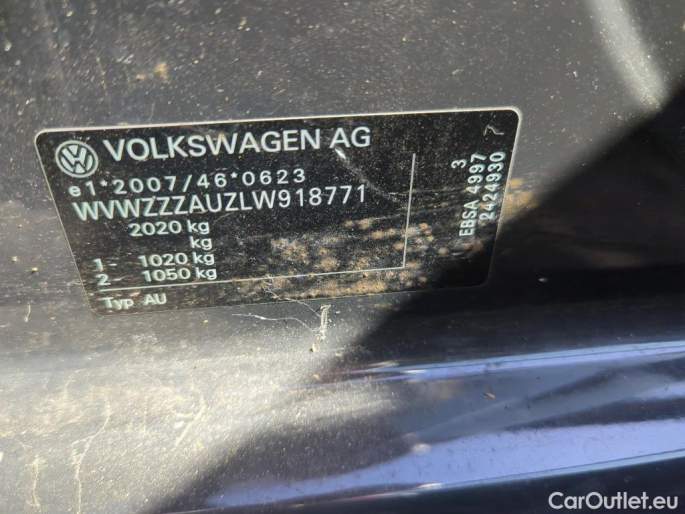 VOLKSWAGEN AG
e1*2007/46*0623
WVWZZZAUZLW918771
2020 kg
kg
1- 1020 kg
2 1050 kg
Typ AU
3
EBSA 4997
2424930 7
CarOutlet.eu